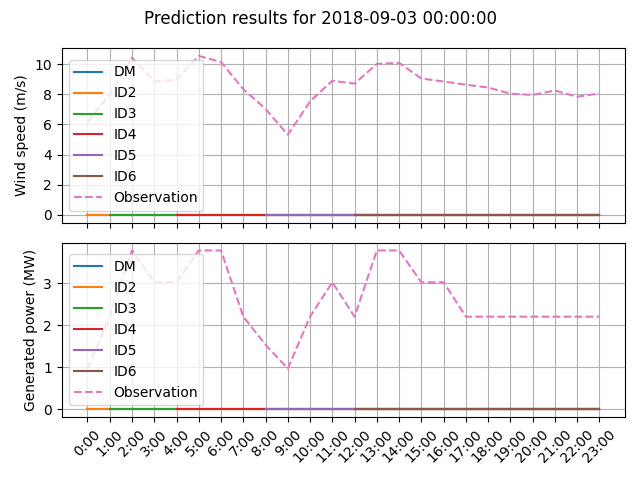 Prediction results for 2018-09-03 00:00:00
Wind speed (m/s)
10
8
6
4
2
0
DM
ID2
ID3
ID4
ID5
ID6
Observation
Generated power (MW)
3
2
1
0
DM
ID2
ID3
ID4
ID5
ID6
Observation
0:00 1:00 2:00 3:00 4:00 5:00 6:00 7:00 8:00 9:00 10:00 11:00 12:00 13:00 14:00 15:00 16:00 17:00 18:00 19:00 20:00 21:00 22:00 23:00